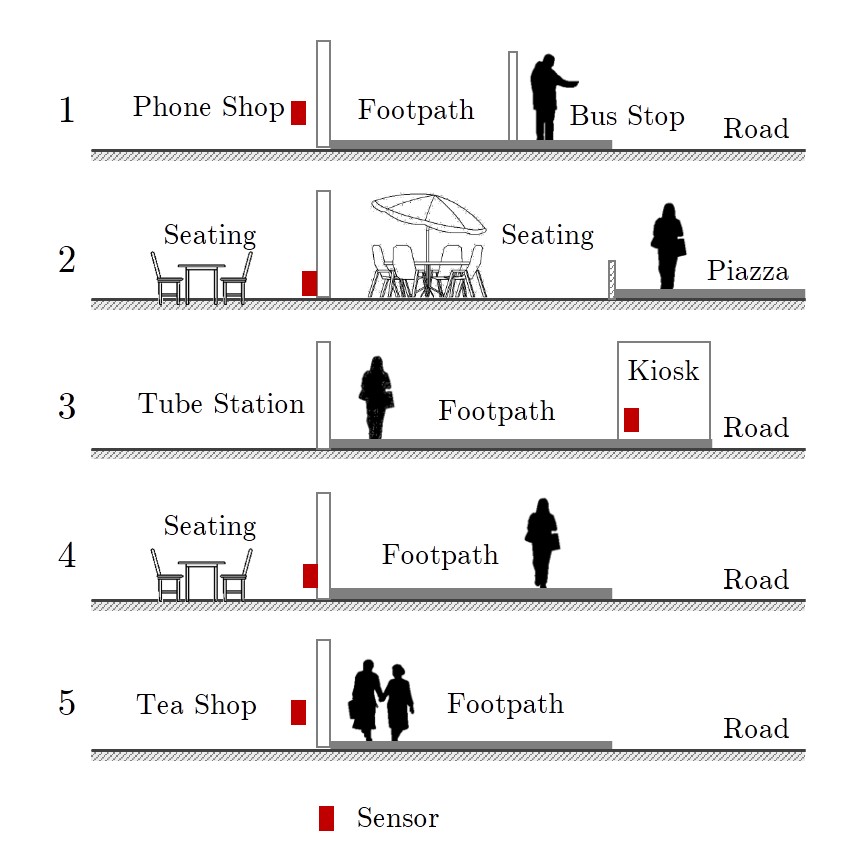 1
Phone Shop
Footpath
Bus Stop
Road
2
Seating
Seating
Piazza
3
Tube Station
Footpath
Kiosk
Road
4
Seating
Footpath
Road
5
Tea Shop
Footpath
Road
Sensor